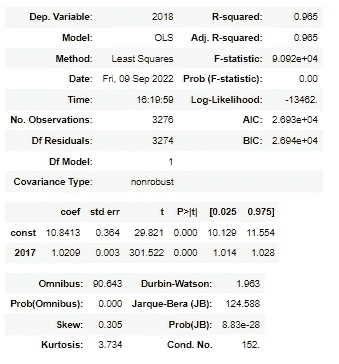 Dep. Variable: 2018 R-squared: 0.965
Model: OLS Adj. R-squared: 0.965
Method: Least Squares F-statistic: 9.092e+04
Date: Fri, 09 Sep 2022 Prob (F-statistic): 0.00
Time: 16:19:59 Log-Likelihood: -13462.
No. Observations: 3276 AIC: 2.693e+04
Df Residuals: 3274 BIC: 2.694e+04
Df Model: 1
Covariance Type: nonrobust
coef std err t P>|t| [0.025 0.975]
const 10.8413 0.364 29.821 0.000 10.129 11.554
2017 1.0209 0.003 301.522 0.000 1.014 1.028
Omnibus: 90.643 Durbin-Watson: 1.963
Prob(Omnibus): 0.000 Jarque-Bera (JB): 124.588
Skew: 0.305 Prob(JB): 8.83e-28
Kurtosis: 3.734 Cond. No. 152.